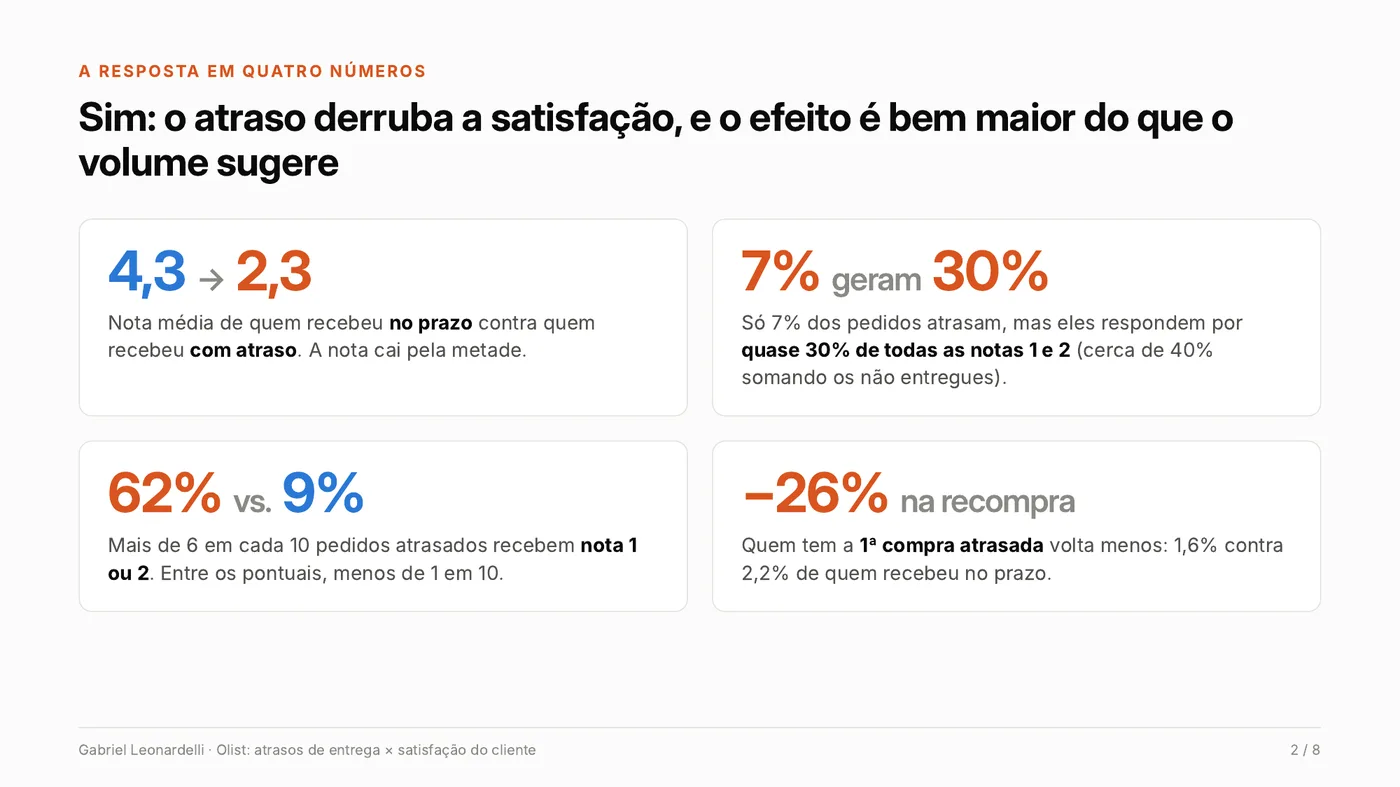 A RESPOSTA EM QUATRO NÚMEROS
Sim: o atraso derruba a satisfação, e o efeito é bem maior do que o
volume sugere
4,3 → 2,3
Nota média de quem recebeu no prazo contra quem
recebeu com atraso. A nota cai pela metade.
7% geram 30%
Só 7% dos pedidos atrasam, mas eles respondem por
quase 30% de todas as notas 1 e 2 (cerca de 40%
somando os não entregues).
62% vs. 9%
Mais de 6 em cada 10 pedidos atrasados recebem nota 1
ou 2. Entre os pontuais, menos de 1 em 10.
−26% na recompra
Quem tem a 1ª compra atrasada volta menos: 1,6% contra
2,2% de quem recebeu no prazo.
Gabriel Leonardelli · Olist: atrasos de entrega × satisfação do cliente
2 / 8